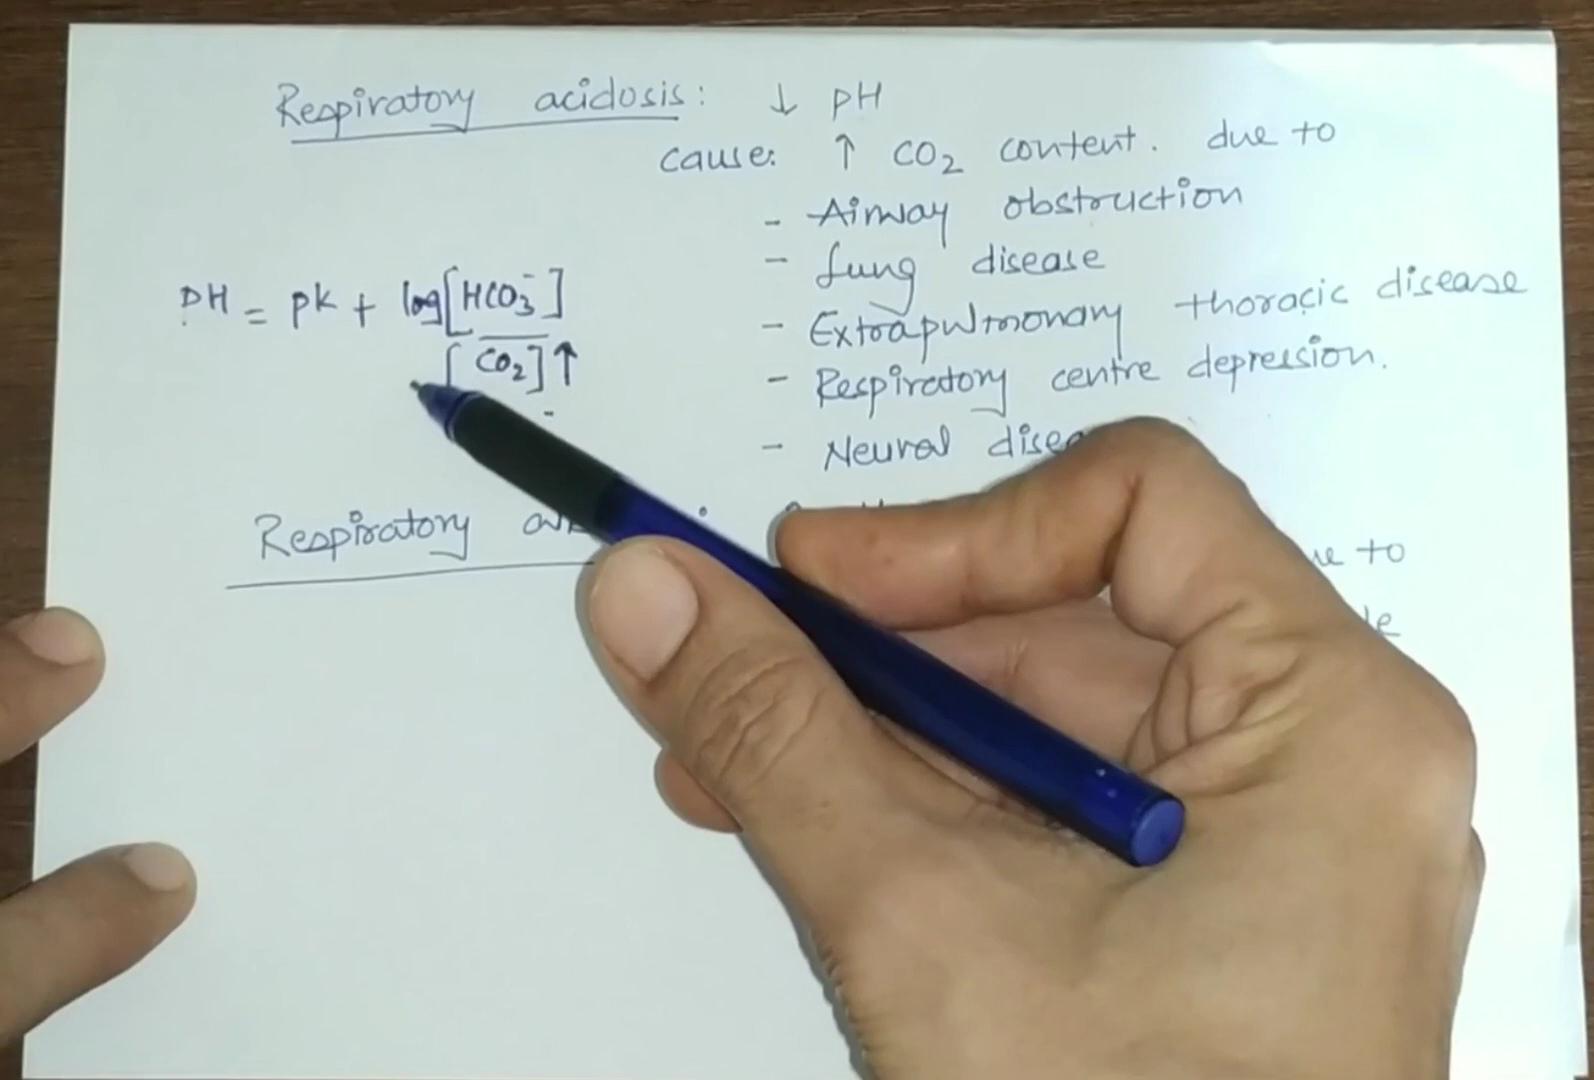 Respiratory acidosis: ↓ pH
cause: ↑ CO₂ content. due to
- Airway obstruction
- Lung disease
- Extrapulmonary thoracic disease
- Respiratory centre depression.
- Neural
pH = pk + log [HCO₃⁻]
[CO₂] ↑
Respiratory
to